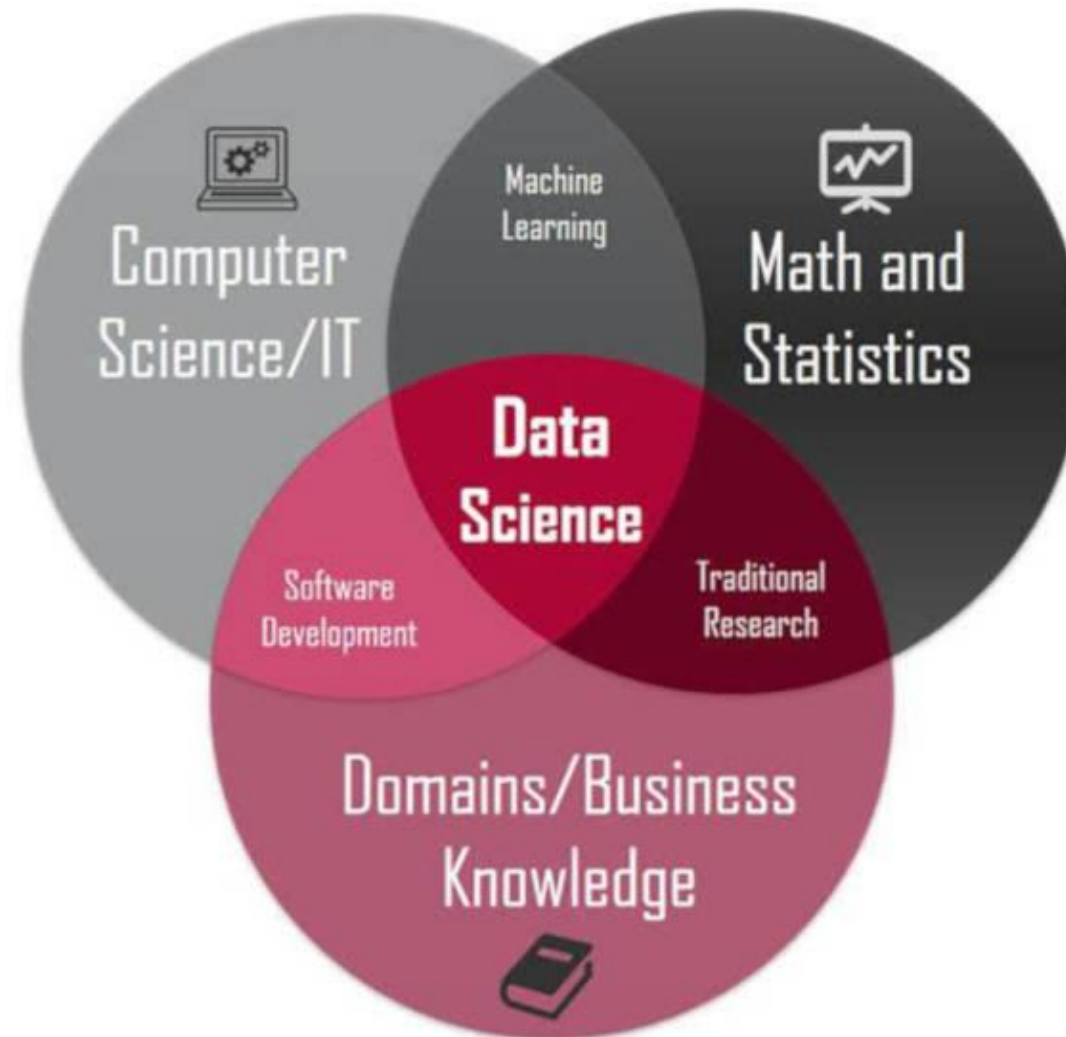 Machine
Learning
Computer
Science/IT
Math and
Statistics
Data
Science
Software
Development
Traditional
Research
Domains/Business
Knowledge